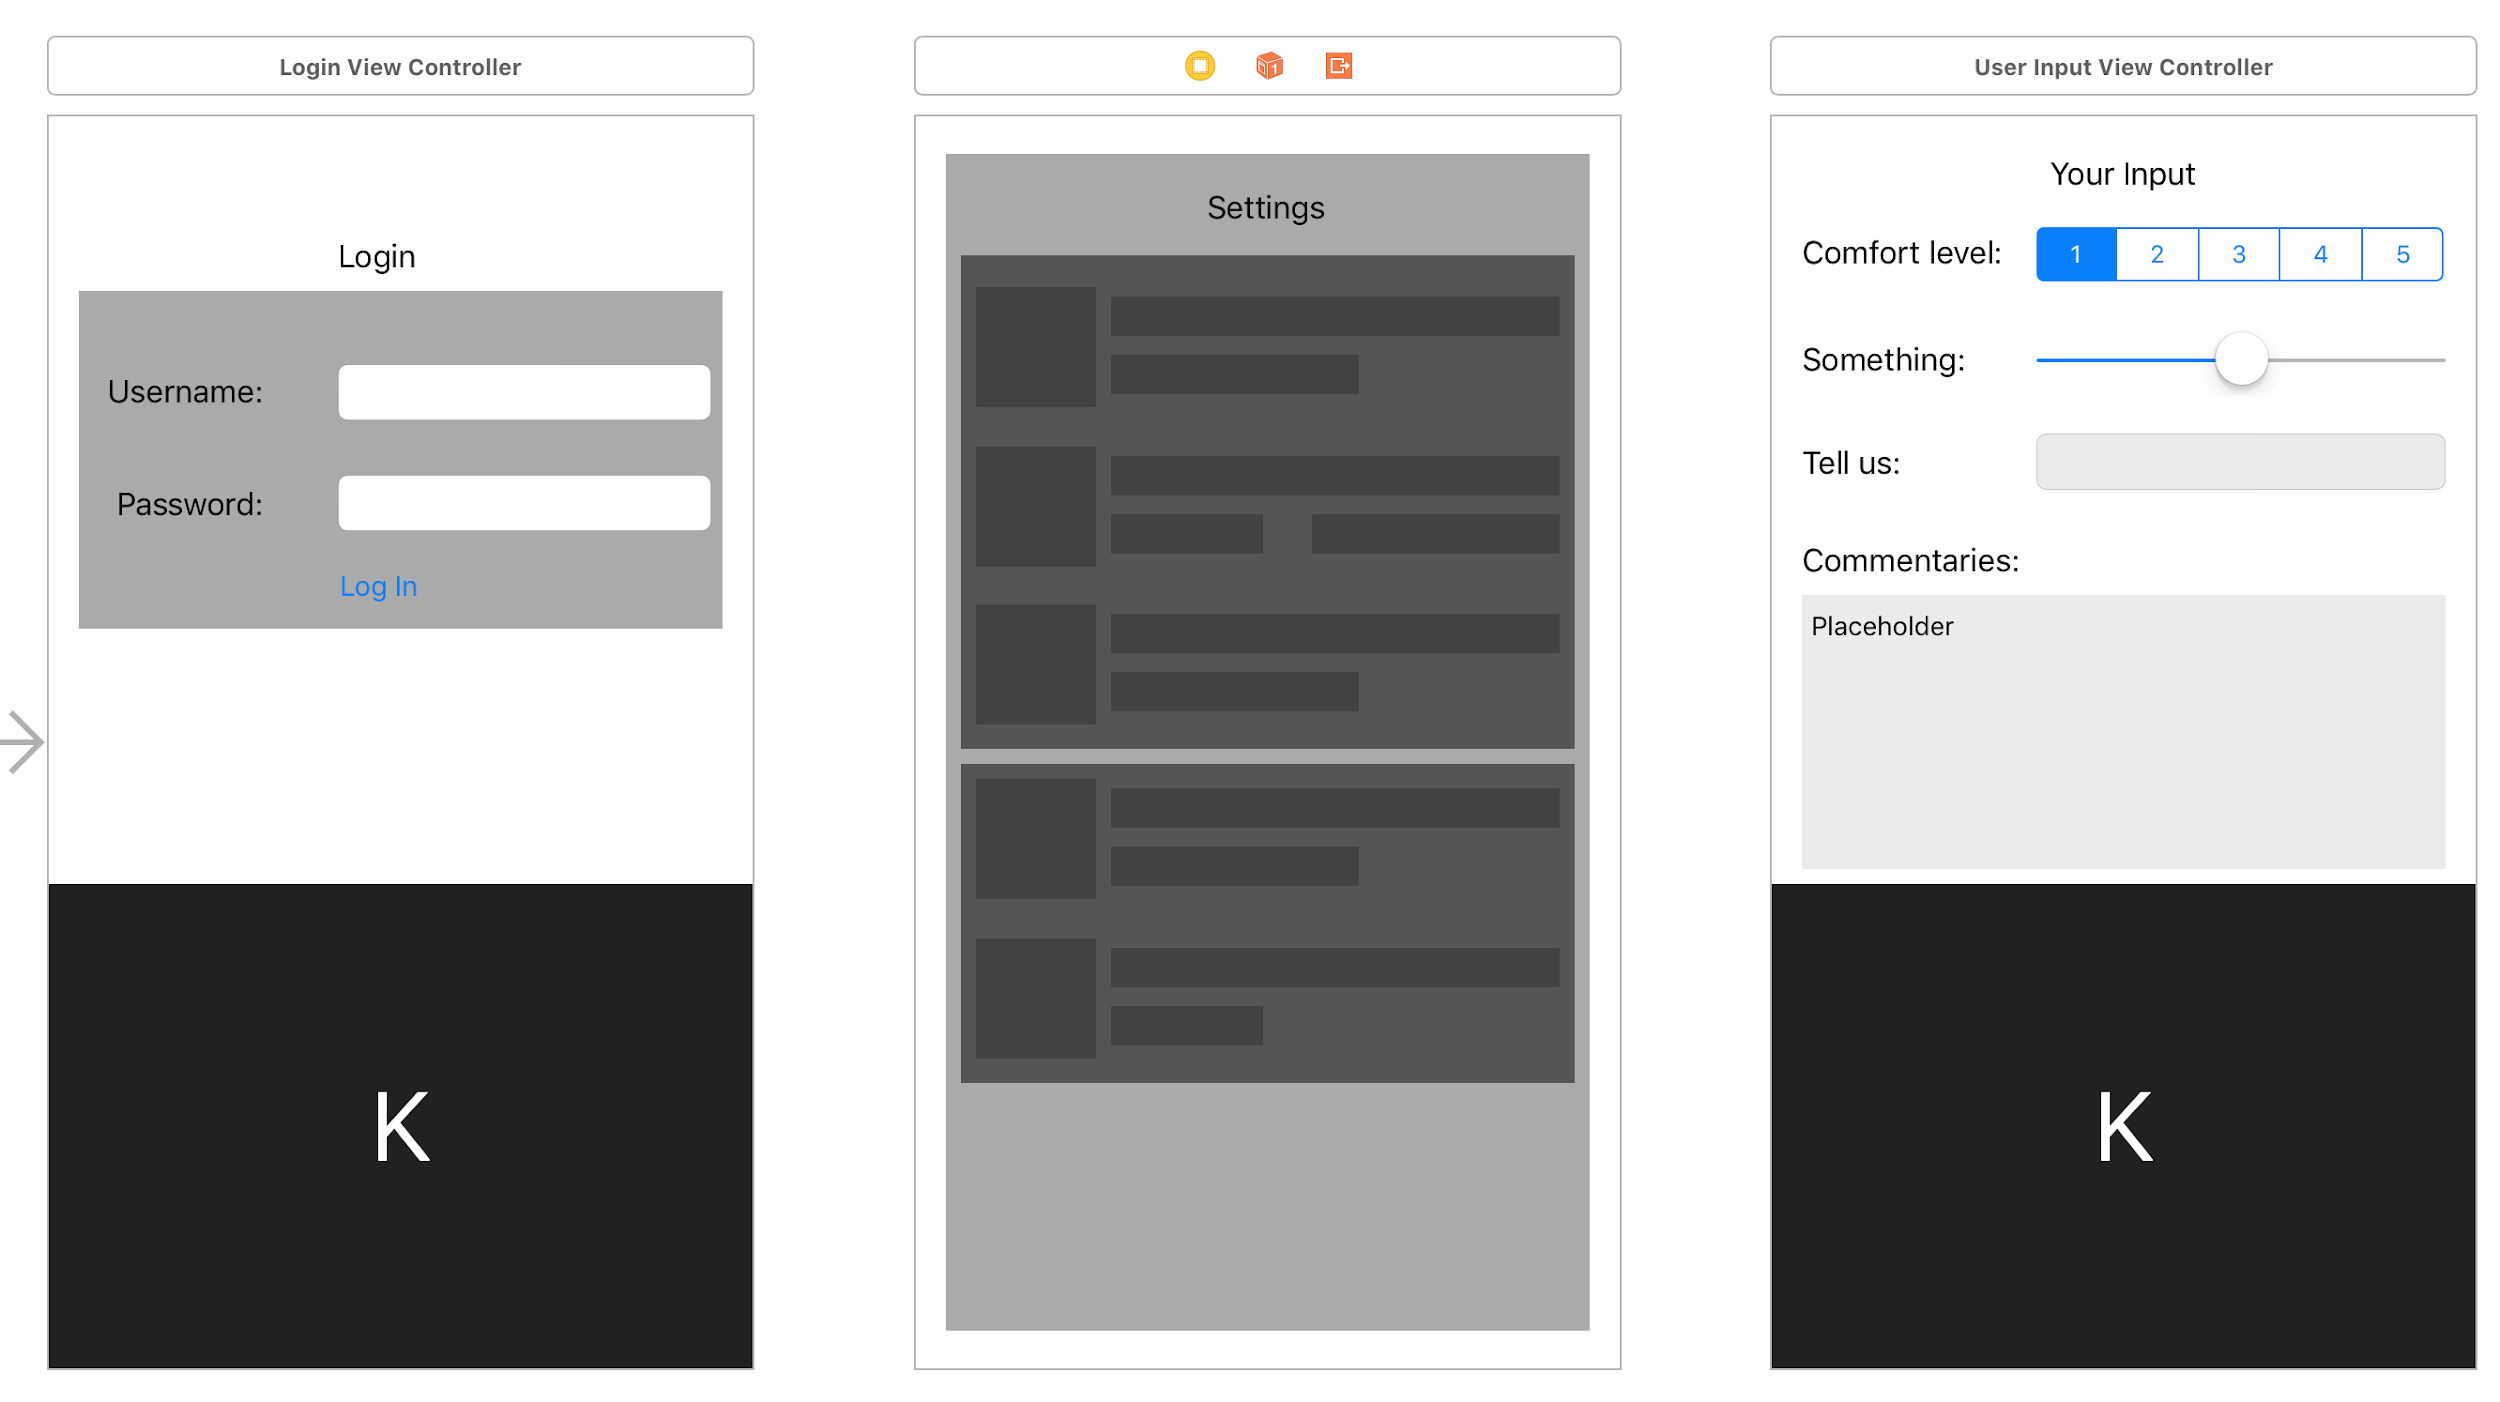 Login View Controller
Login
Username:
Password:
Log In
K
1
Settings
User Input View Controller
Your Input
Comfort level: 1 2 3 4 5
Something:
Tell us:
Commentaries:
Placeholder
K